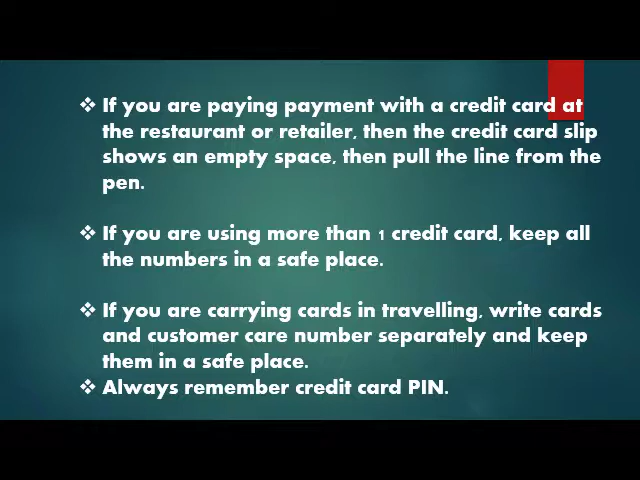 ❖ If you are paying payment with a credit card at
the restaurant or retailer, then the credit card slip
shows an empty space, then pull the line from the
pen.
❖ If you are using more than 1 credit card, keep all
the numbers in a safe place.
❖ If you are carrying cards in travelling, write cards
and customer care number separately and keep
them in a safe place.
❖ Always remember credit card PIN.